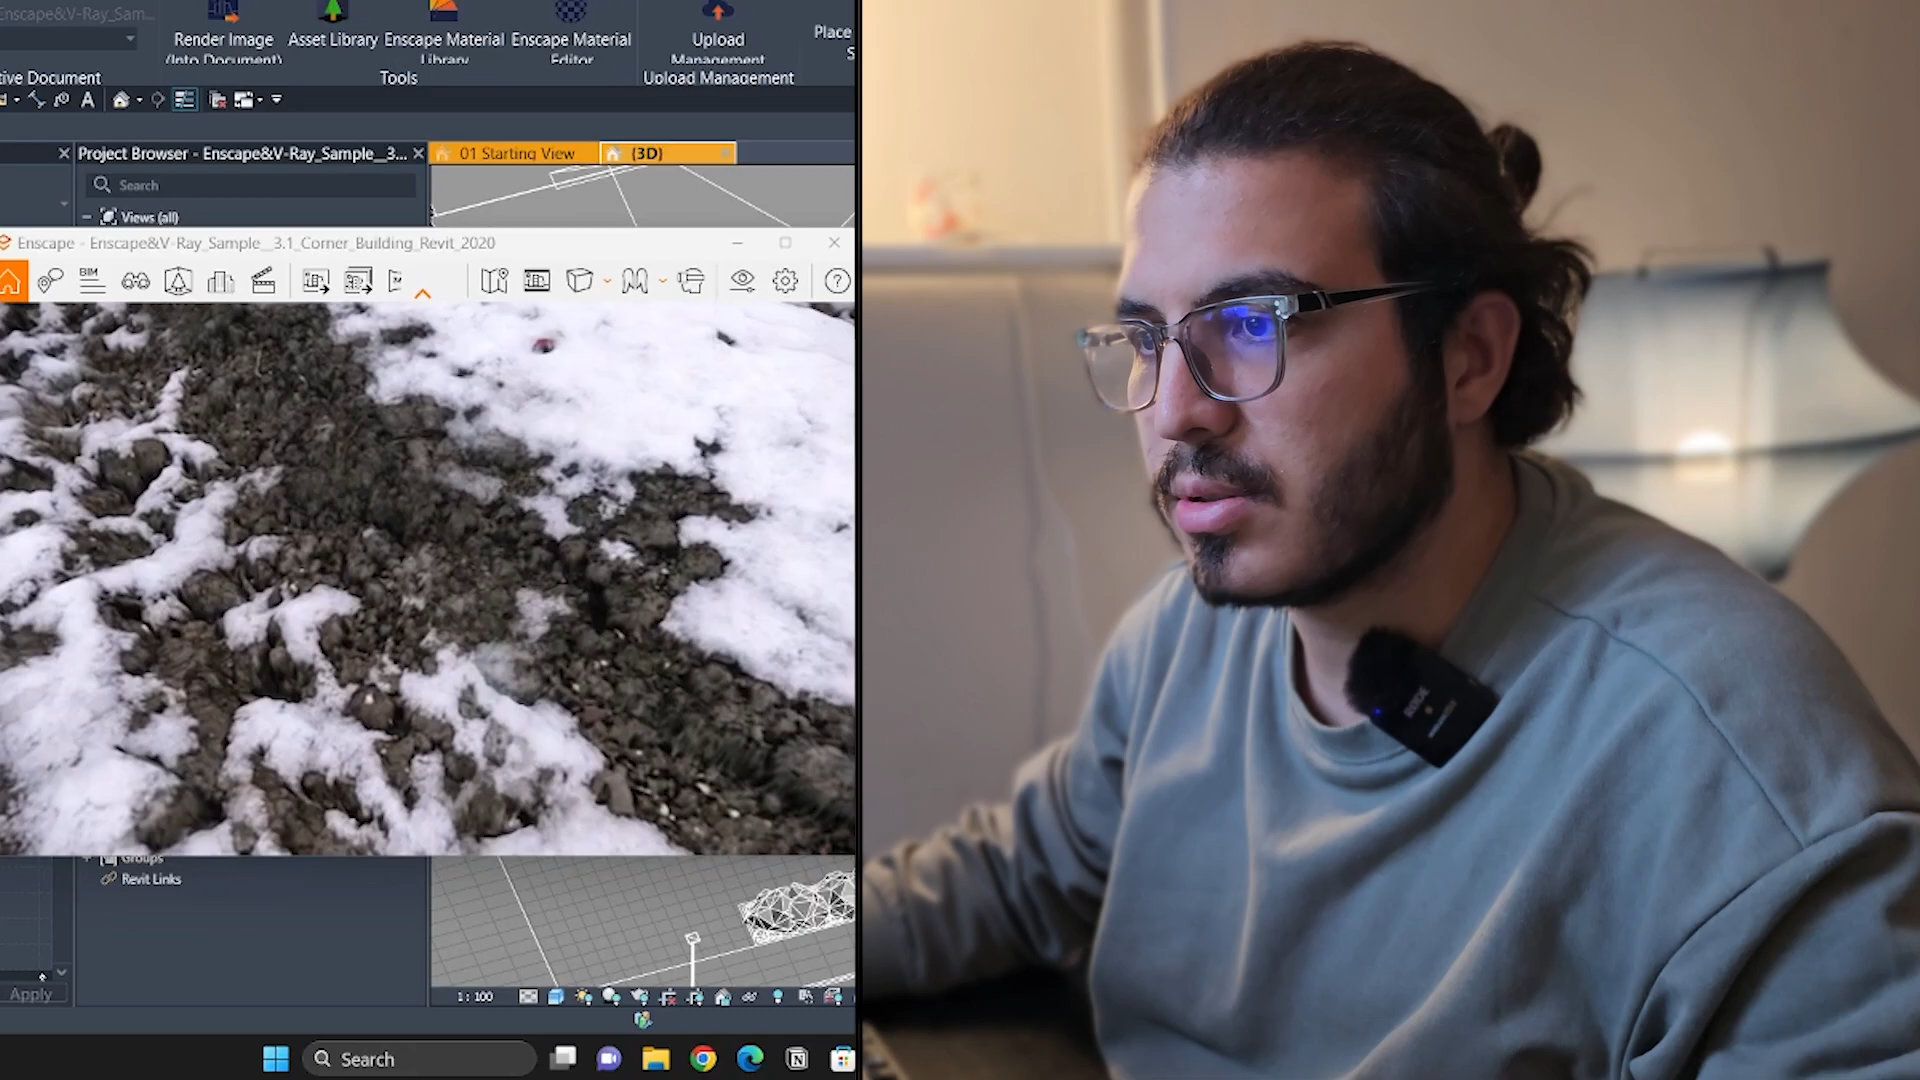 Enscape&V-Ray_Sam...
Render Image
(Into Document)
Asset Library
Enscape Material
Library
Enscape Material
Editor
Upload
Management
Place
S
tive Document
Tools
Upload Management
A
Project Browser - Enscape&V-Ray_Sample__3...
01 Starting View
(3D)
Search
Views (all)
Enscape - Enscape&V-Ray_Sample__3.1_Corner_Building_Revit_2020
BIM
Groups
Revit Links
Apply
1 : 100
Search